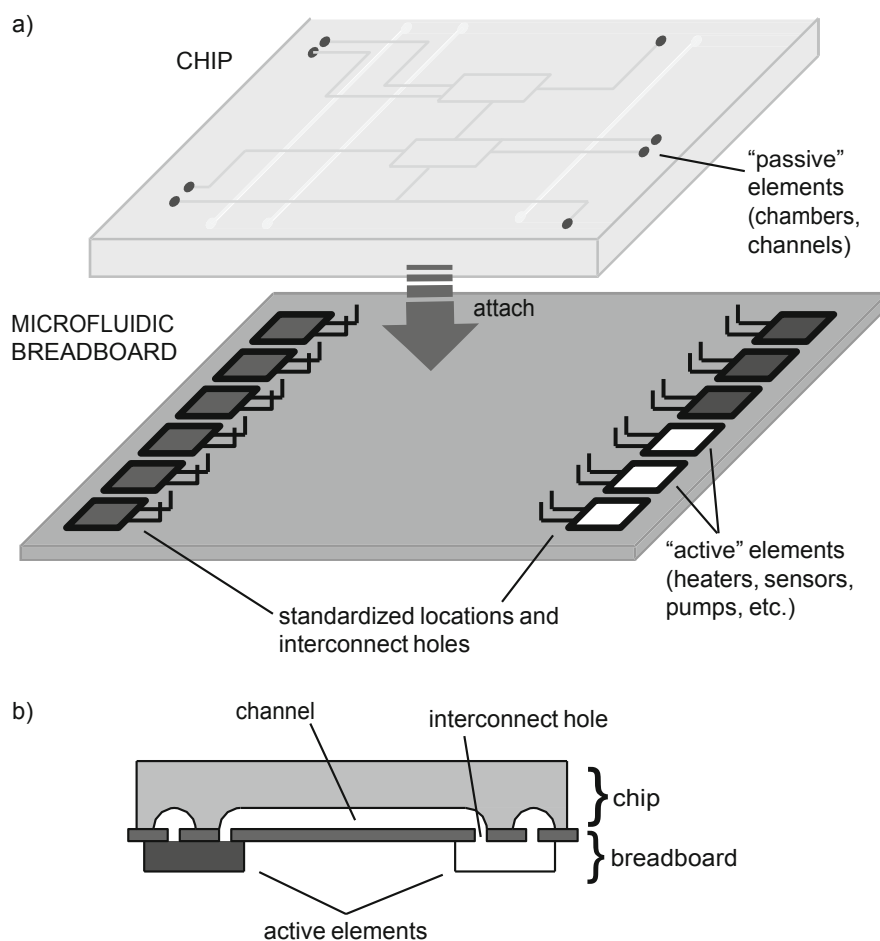 a)
CHIP
“passive”
elements
(chambers,
channels)
attach
MICROFLUIDIC
BREADBOARD
“active” elements
(heaters, sensors,
pumps, etc.)
standardized locations and
interconnect holes
b)
channel
interconnect hole
chip
breadboard
active elements